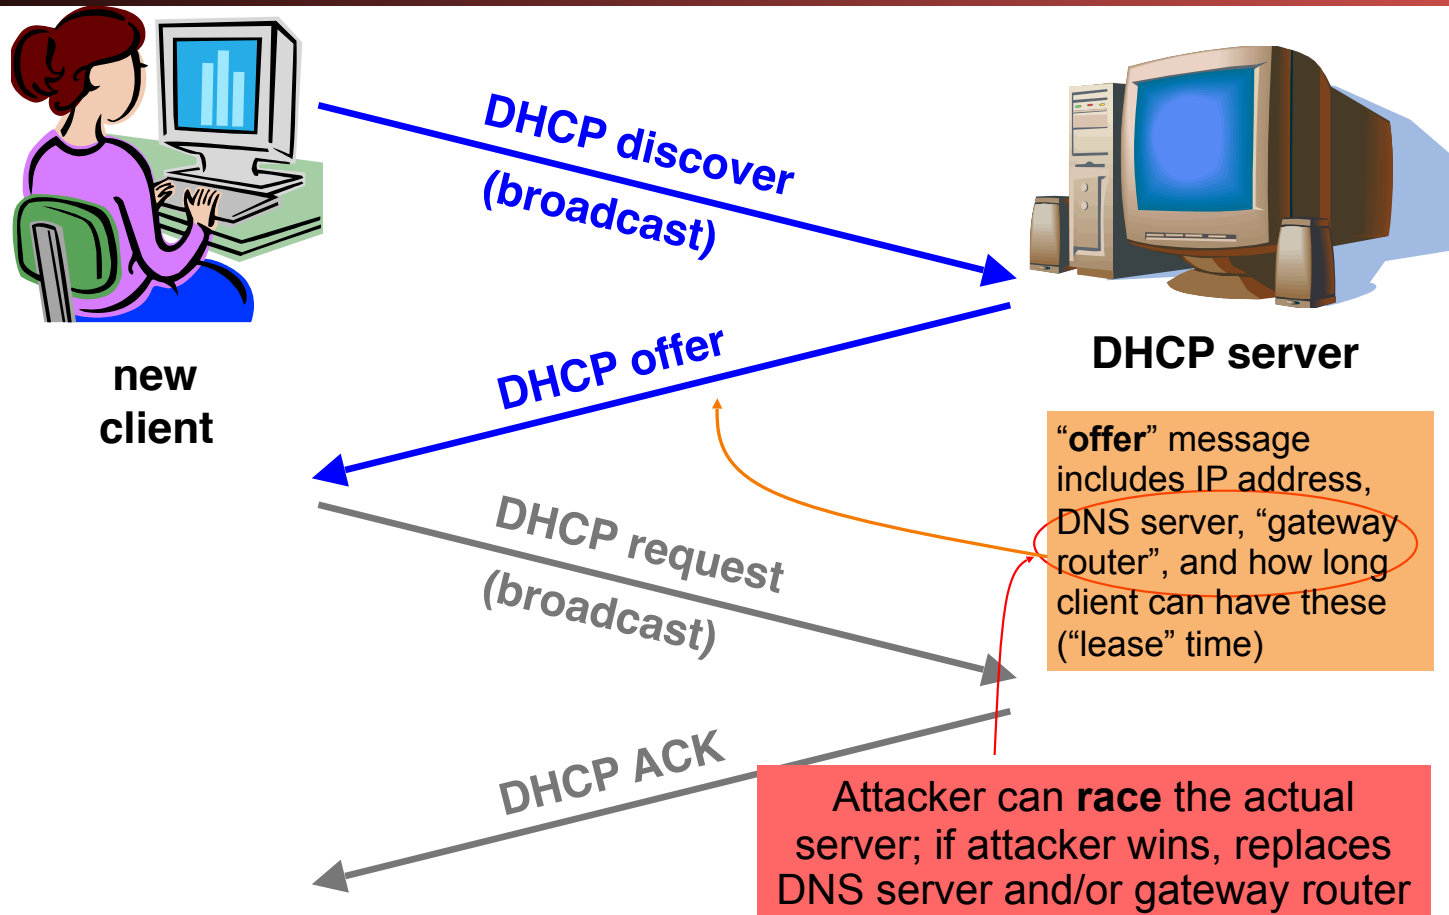 DHCP discover
(broadcast)
DHCP offer
new
client
DHCP server
“offer” message
includes IP address,
DNS server, “gateway
router”, and how long
client can have these
(“lease” time)
DHCP request
(broadcast)
DHCP ACK
Attacker can race the actual
server; if attacker wins, replaces
DNS server and/or gateway router